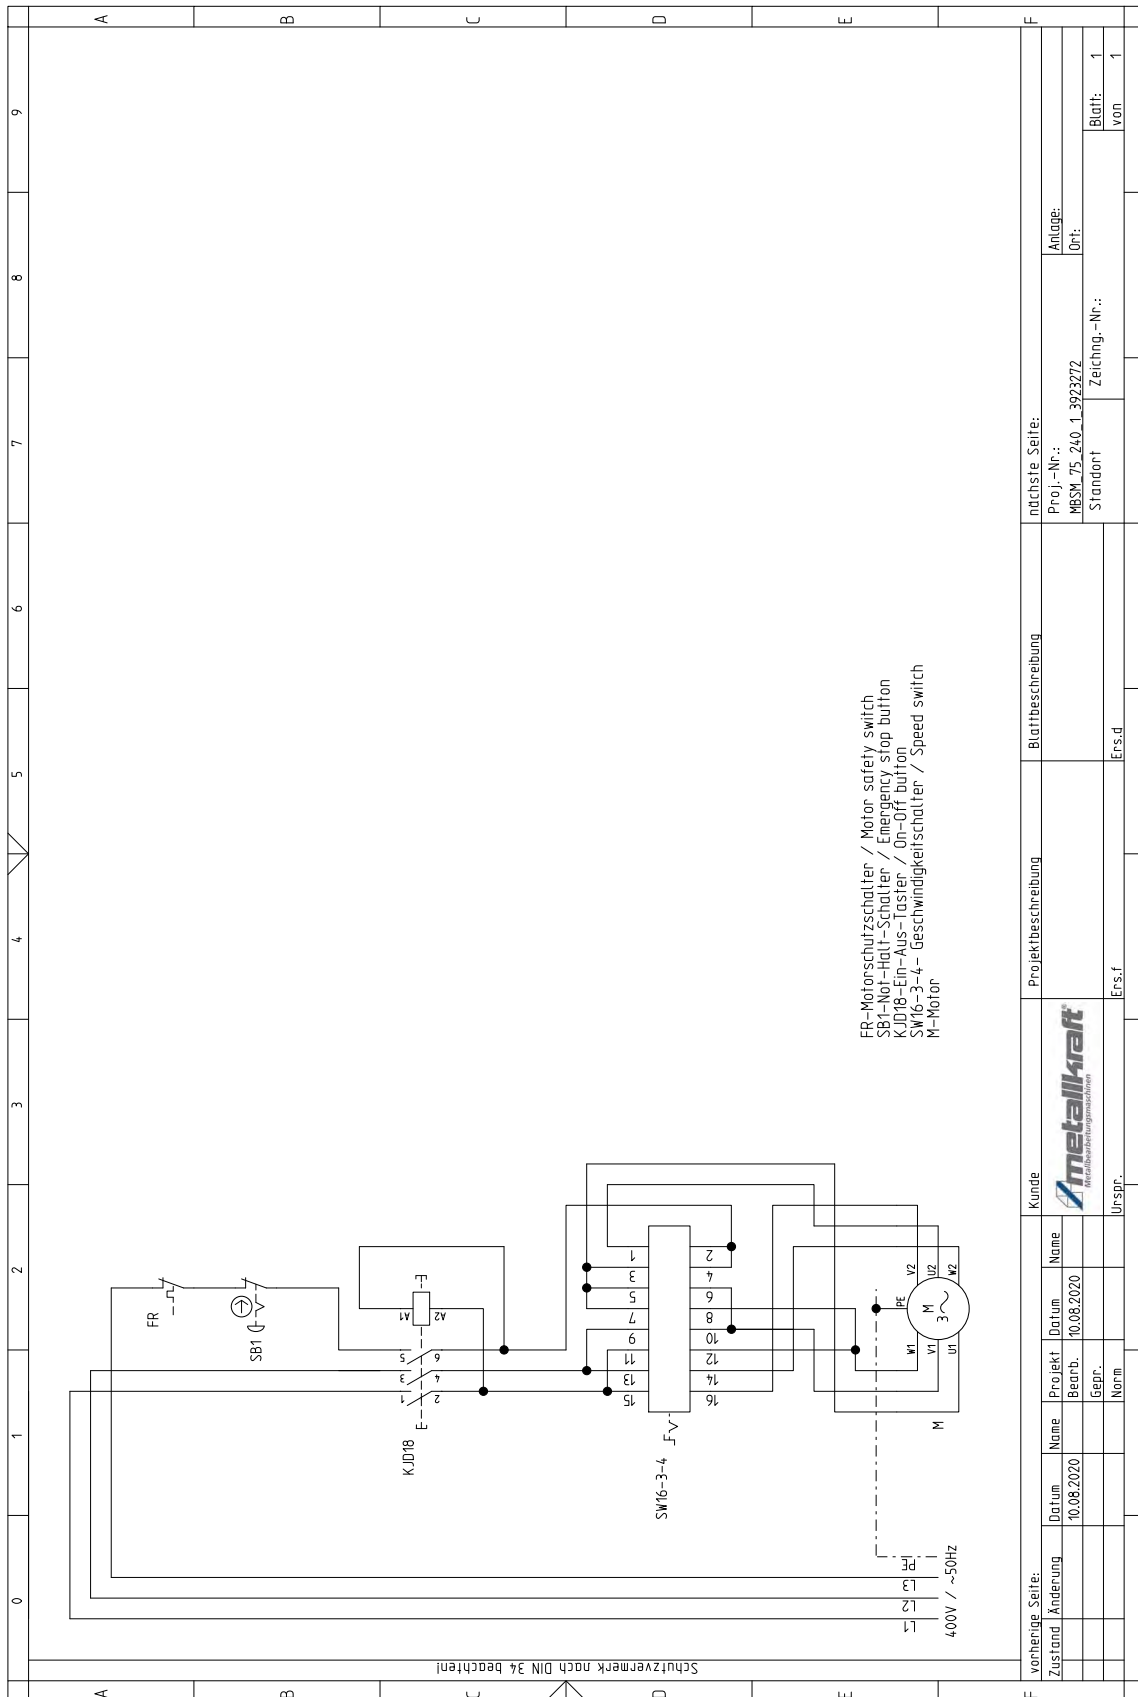 0 1 2 3 4 5 6 7 8 9
A
B
C
D
E
F
Schutzvermerk nach DIN 34 beachten!
L1
L2
L3
PE
400V / ~50Hz
FR
SB1
KJD18
1 3 5
2 4 6
A1
A2
SW16-3-4
15 13 11 9 7 5 3 1
16 14 12 10 8 6 4 2
M
W1 V1 U1
PE
V2 U2 W2
M
3
FR-Motorschutzschalter / Motor safety switch
SB1-Not-Halt-Schalter / Emergency stop button
KJD18-Ein-Aus-Taster / On-Off button
SW16-3-4- Geschwindigkeitschalter / Speed switch
M-Motor
vorherige Seite:
Zustand Änderung Datum Name
10.08.2020
Projekt Datum Name
Bearb. 10.08.2020
Gepr.
Norm
Kunde
metallkraft
Metallbearbeitungsmaschinen
Urspr.
Projektbeschreibung
Ers.f
Blattbeschreibung
Ers.d
nächste Seite:
Proj.-Nr.:
MBSM_75_240_1_3923272
Anlage:
Ort:
Standort
Zeichng.-Nr.:
Blatt: 1
von 1
A
B
C
D
E
F